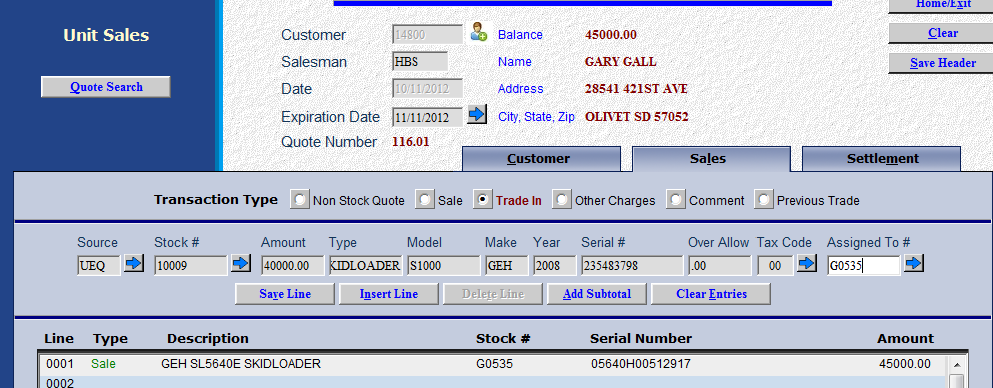 Home/Exit
Unit Sales
Customer 14800 Balance 45000.00 Clear
Salesman HBS Name GARY GALL Save Header
Quote Search Date 10/11/2012 Address 28541 421ST AVE
Expiration Date 11/11/2012 City, State, Zip OLIVET SD 57052
Quote Number 116.01
Customer Sales Settlement
Transaction Type Non Stock Quote Sale Trade In Other Charges Comment Previous Trade
Source Stock # Amount Type Model Make Year Serial # Over Allow Tax Code Assigned To #
UEQ 10009 40000.00 KIDLOADER S1000 GEH 2008 235483798 .00 00 G0535
Save Line Insert Line Delete Line Add Subtotal Clear Entries
Line Type Description Stock # Serial Number Amount
0001 Sale GEH SL5640E SKIDLOADER G0535 05640H00512917 45000.00
0002